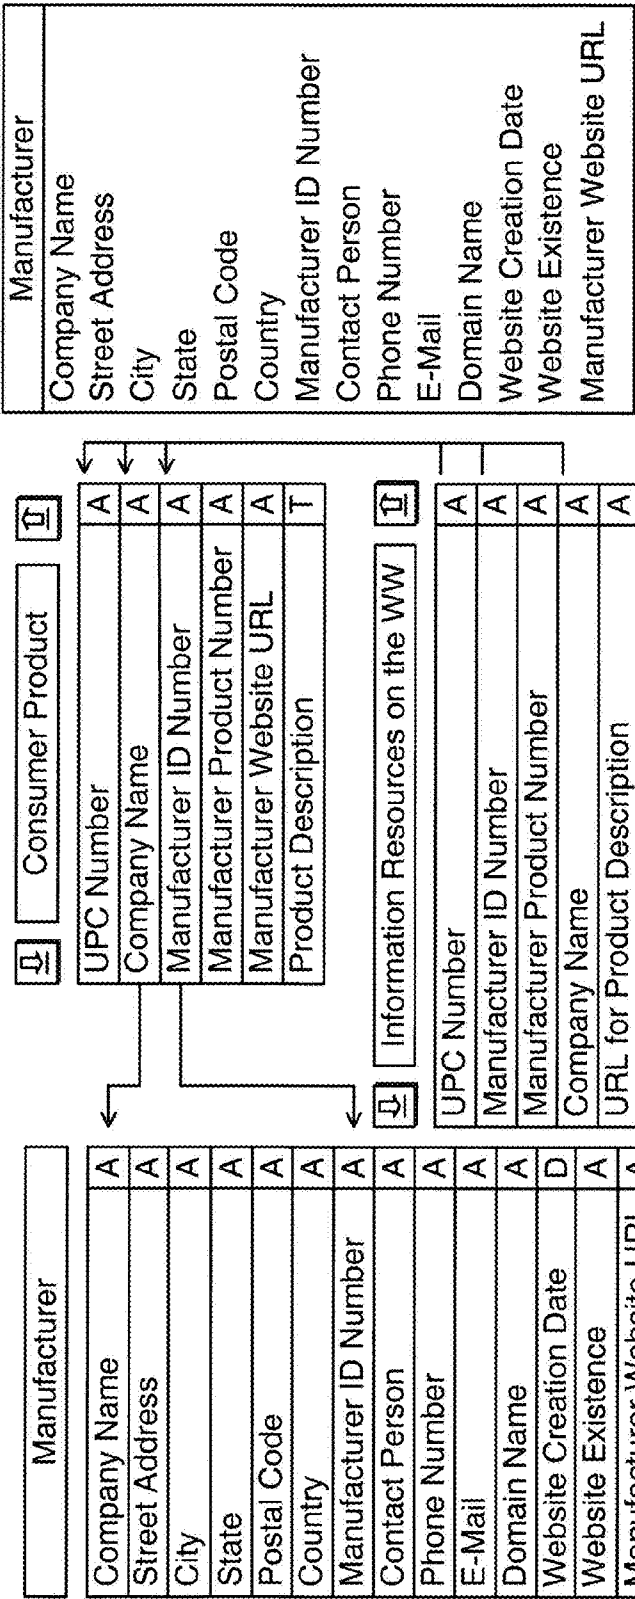 Manufacturer
Company Name A
Street Address A
City A
State A
Postal Code A
Country A
Manufacturer ID Number A
Contact Person A
Phone Number A
E-Mail A
Domain Name A
Website Creation Date D
Website Existence A
Manufacturer Website URL A
Consumer Product
UPC Number A
Company Name A
Manufacturer ID Number A
Manufacturer Product Number A
Manufacturer Website URL A
Product Description T
Information Resources on the WW
UPC Number A
Manufacturer ID Number A
Manufacturer Product Number A
Company Name A
URL for Product Description A
Manufacturer
Company Name
Street Address
City
State
Postal Code
Country
Manufacturer ID Number
Contact Person
Phone Number
E-Mail
Domain Name
Website Creation Date
Website Existence
Manufacturer Website URL